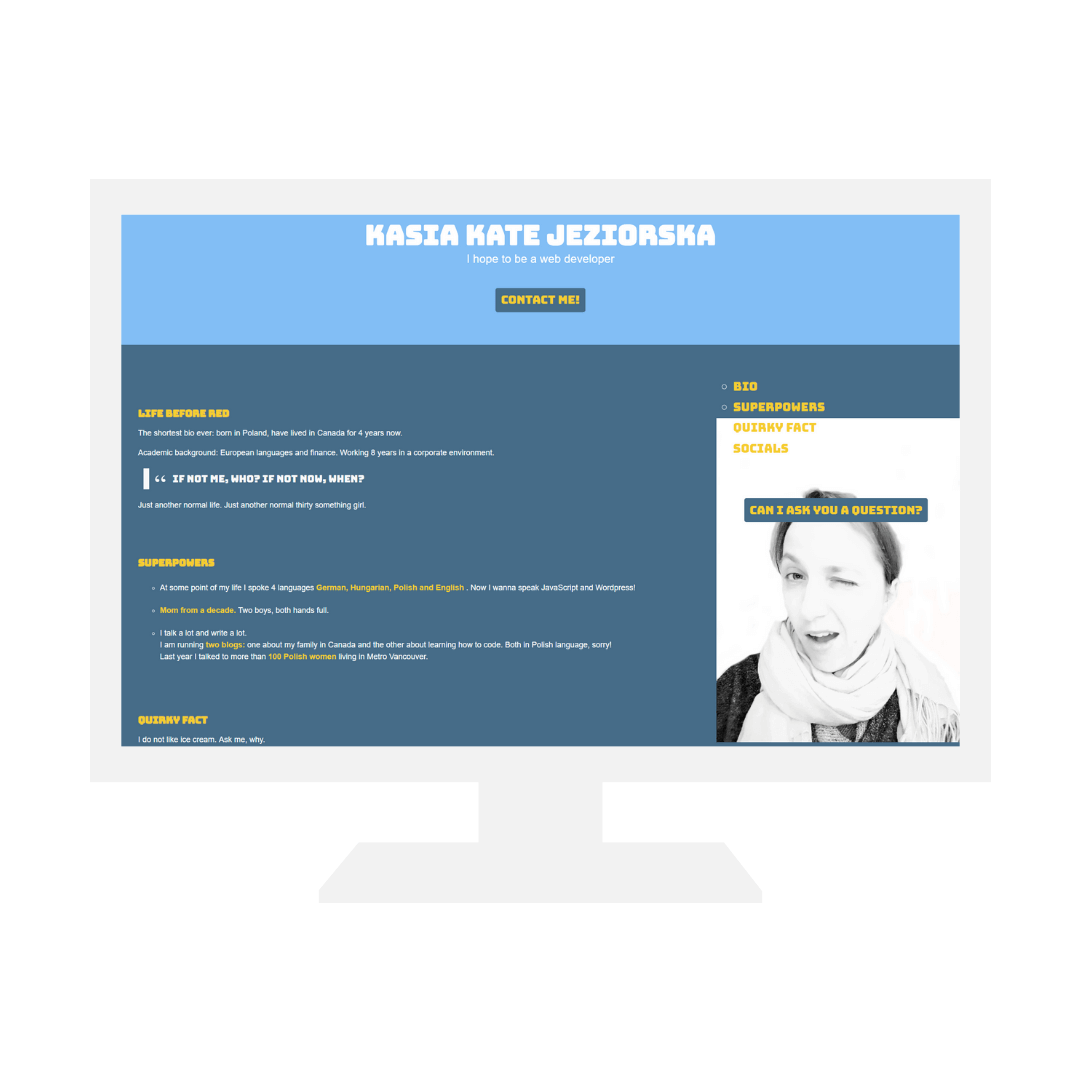 KASIA KATE JEZIORSKA
I hope to be a web developer
CONTACT ME!
LIFE BEFORE RED
The shortest bio ever: born in Poland, have lived in Canada for 4 years now.
Academic background: European languages and finance. Working 8 years in a corporate environment.
“ IF NOT ME, WHO? IF NOT NOW, WHEN?
Just another normal life. Just another normal thirty something girl.
SUPERPOWERS
At some point of my life I spoke 4 languages German, Hungarian, Polish and English . Now I wanna speak JavaScript and Wordpress!
Mom from a decade. Two boys, both hands full.
I talk a lot and write a lot.
I am running two blogs: one about my family in Canada and the other about learning how to code. Both in Polish language, sorry!
Last year I talked to more than 100 Polish women living in Metro Vancouver.
QUIRKY FACT
I do not like ice cream. Ask me, why.
BIO
SUPERPOWERS
QUIRKY FACT
SOCIALS
CAN I ASK YOU A QUESTION?